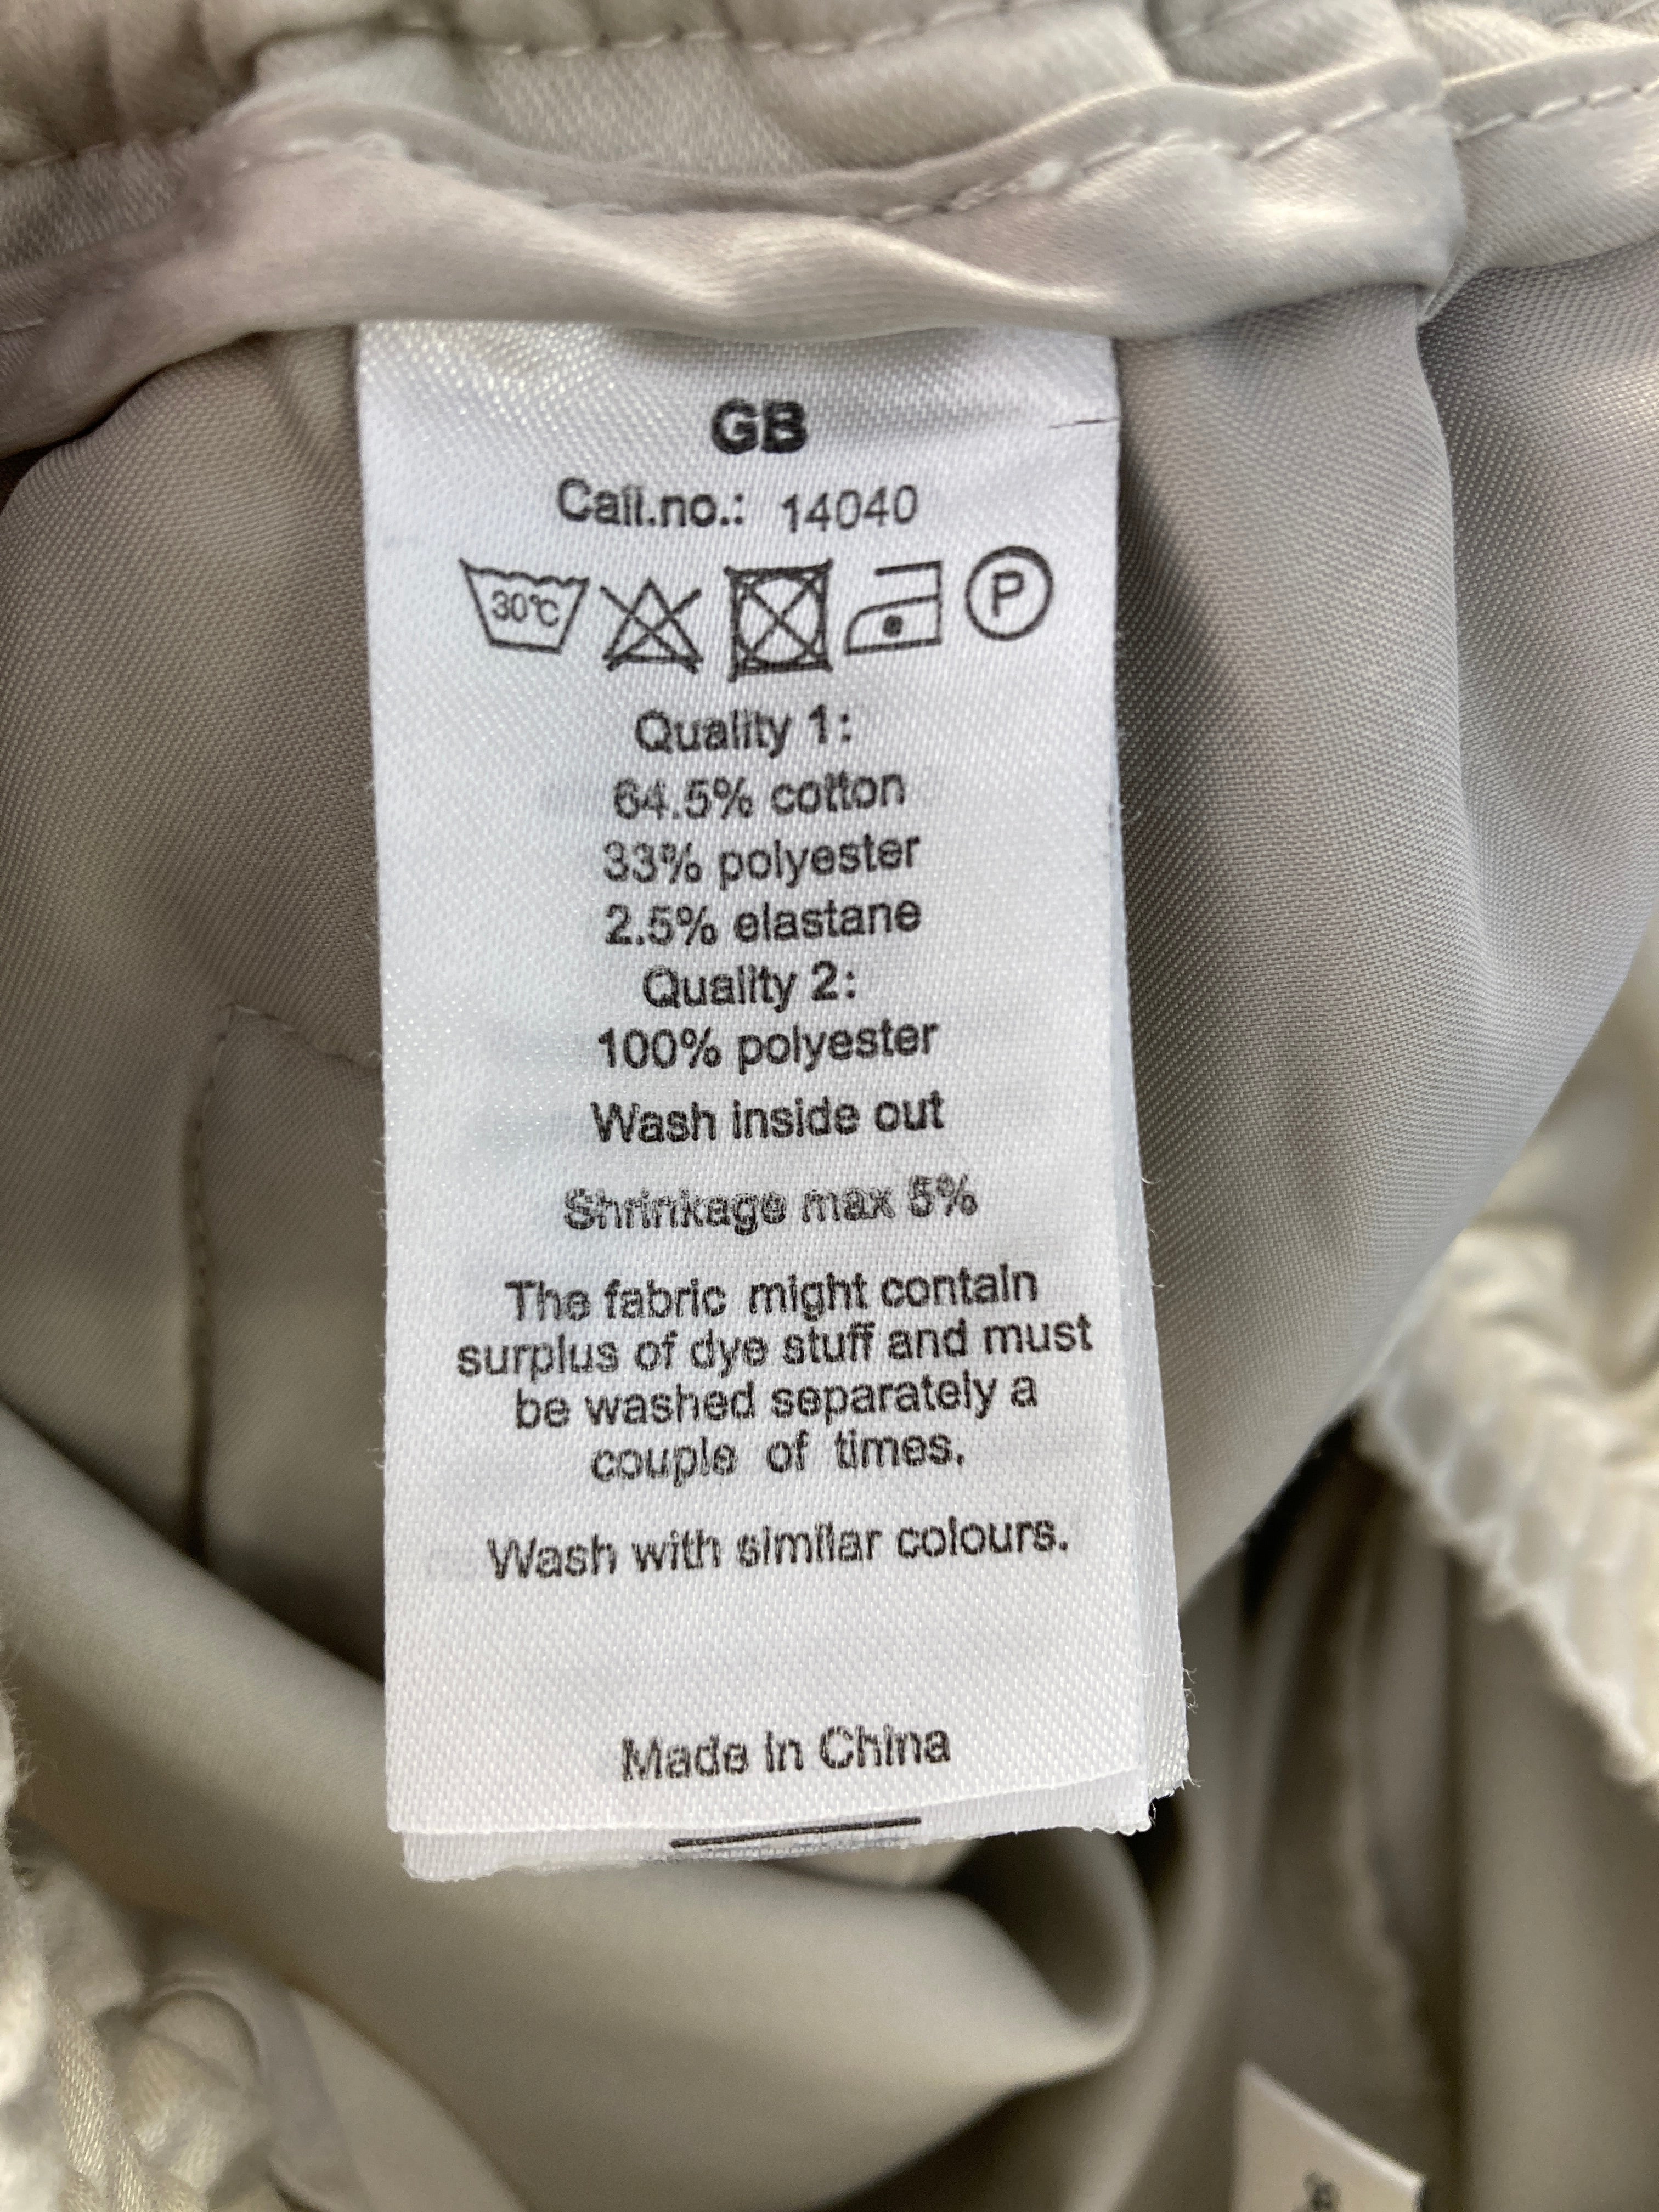 GB
Call.no.: 14040
30°C P
Quality 1:
64.5% cotton
33% polyester
2.5% elastane
Quality 2:
100% polyester
Wash inside out
Shrinkage max 5%
The fabric might contain
surplus of dye stuff and must
be washed separately a
couple of times.
Wash with similar colours.
Made in China